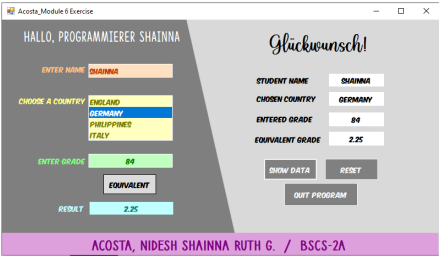 Acosta_Module 6 Exercise
HALLO, PROGRAMMIERER SHAINNA
ENTER NAME SHAINNA
CHOOSE A COUNTRY ENGLAND
GERMANY
PHILIPPINES
ITALY
ENTER GRADE 84
EQUIVALENT
RESULT 2.25
Glückwunsch!
STUDENT NAME SHAINNA
CHOSEN COUNTRY GERMANY
ENTERED GRADE 84
EQUIVALENT GRADE 2.25
SHOW DATA RESET
QUIT PROGRAM
ACOSTA, NIDESH SHAINNA RUTH G. / BSCS-2A